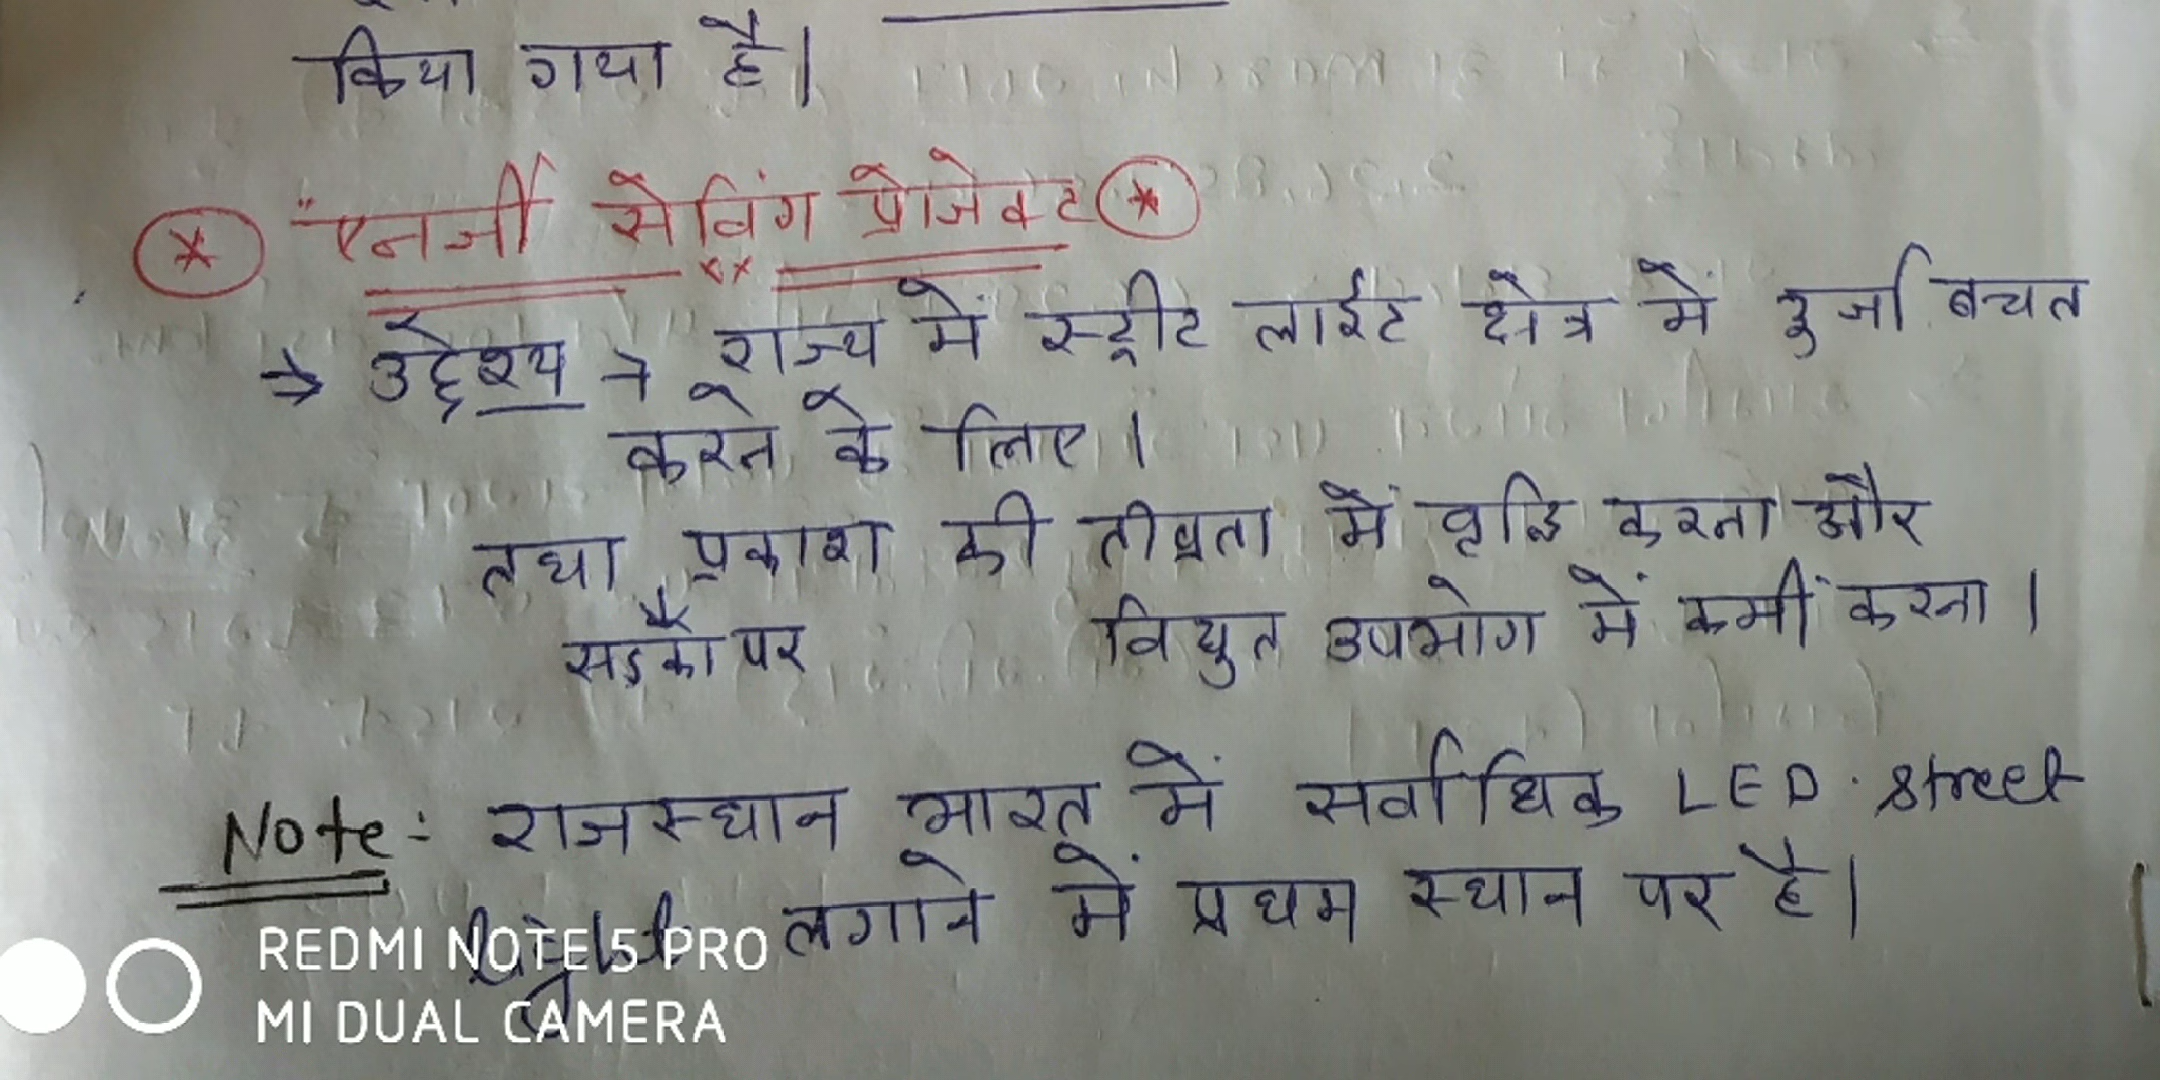 किया गया है।
* "एनर्जी सेविंग प्रोजेक्ट *
→ उद्देश्य → राज्य में स्ट्रीट लाईट क्षेत्र में उर्जा बचत
करने के लिए।
तथा प्रकाश की तीव्रता में वृद्धि करना और
सड़को पर विद्युत उपभोग में कमी करना।
Note:- राजस्थान भारत में सर्वाधिक LED. Street
Light लगाने में प्रथम स्थान पर है।
REDMI NOTE 5 PRO
MI DUAL CAMERA